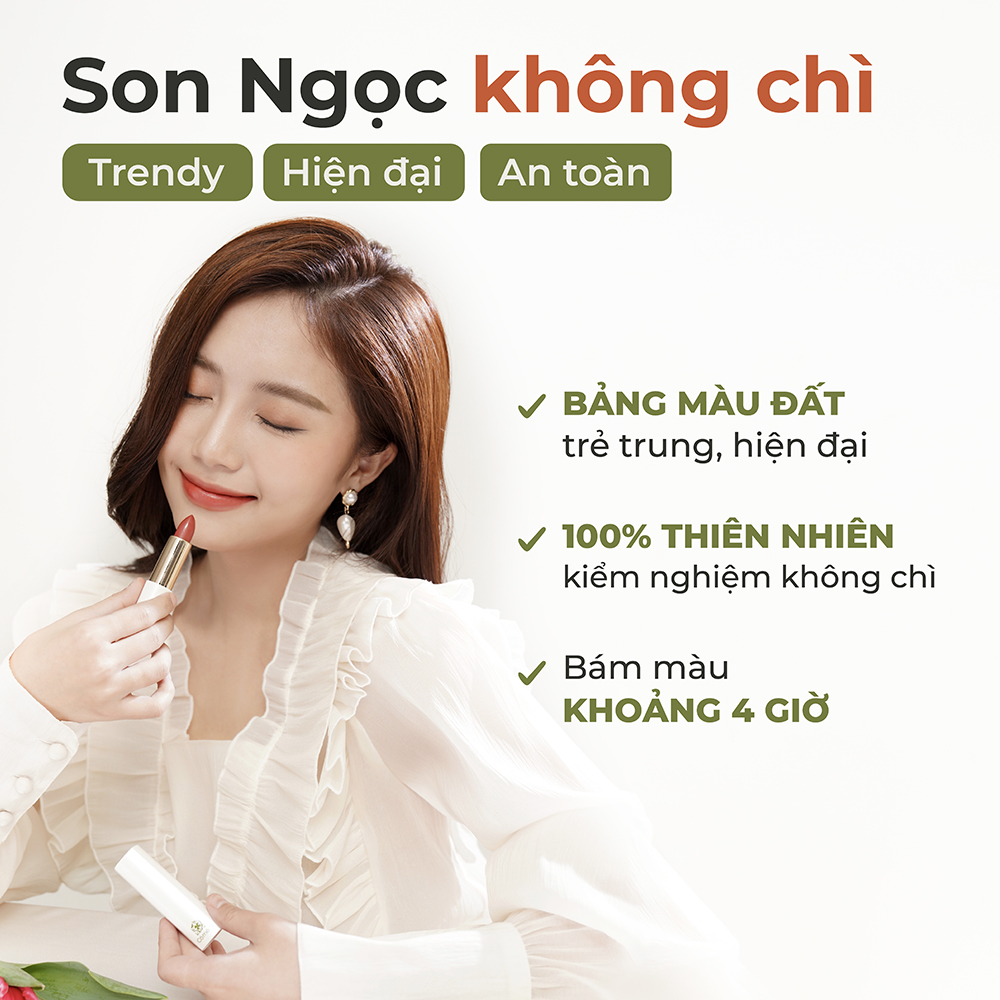 Son Ngọc không chì
Trendy
Hiện đại
An toàn
BẢNG MÀU ĐẤT
trẻ trung, hiện đại
100% THIÊN NHIÊN
kiểm nghiệm không chì
Bám màu
KHOẢNG 4 GIỜ